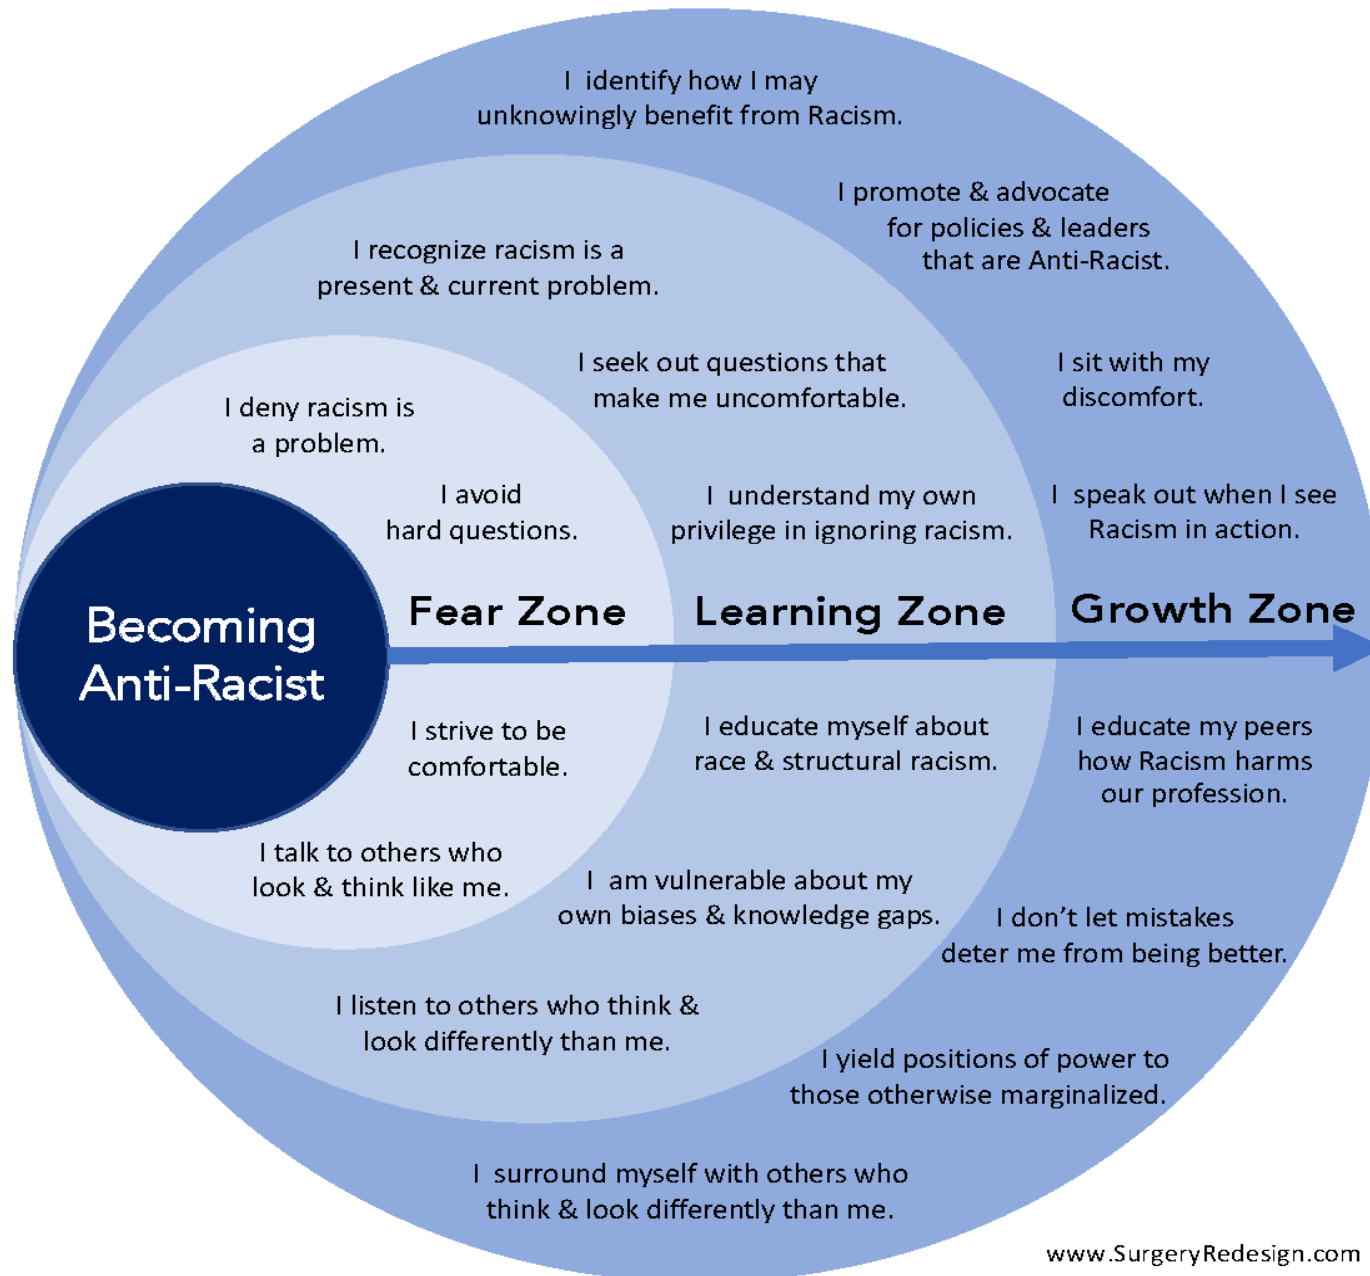 I identify how I may
unknowingly benefit from Racism.
I promote & advocate
for policies & leaders
that are Anti-Racist.
I recognize racism is a
present & current problem.
I seek out questions that
make me uncomfortable.
I sit with my
discomfort.
I deny racism is
a problem.
I avoid
hard questions.
I understand my own
privilege in ignoring racism.
I speak out when I see
Racism in action.
Becoming
Anti-Racist
Fear Zone
Learning Zone
Growth Zone
I strive to be
comfortable.
I educate myself about
race & structural racism.
I educate my peers
how Racism harms
our profession.
I talk to others who
look & think like me.
I am vulnerable about my
own biases & knowledge gaps.
I don’t let mistakes
deter me from being better.
I listen to others who think &
look differently than me.
I yield positions of power to
those otherwise marginalized.
I surround myself with others who
think & look differently than me.
www.SurgeryRedesign.com